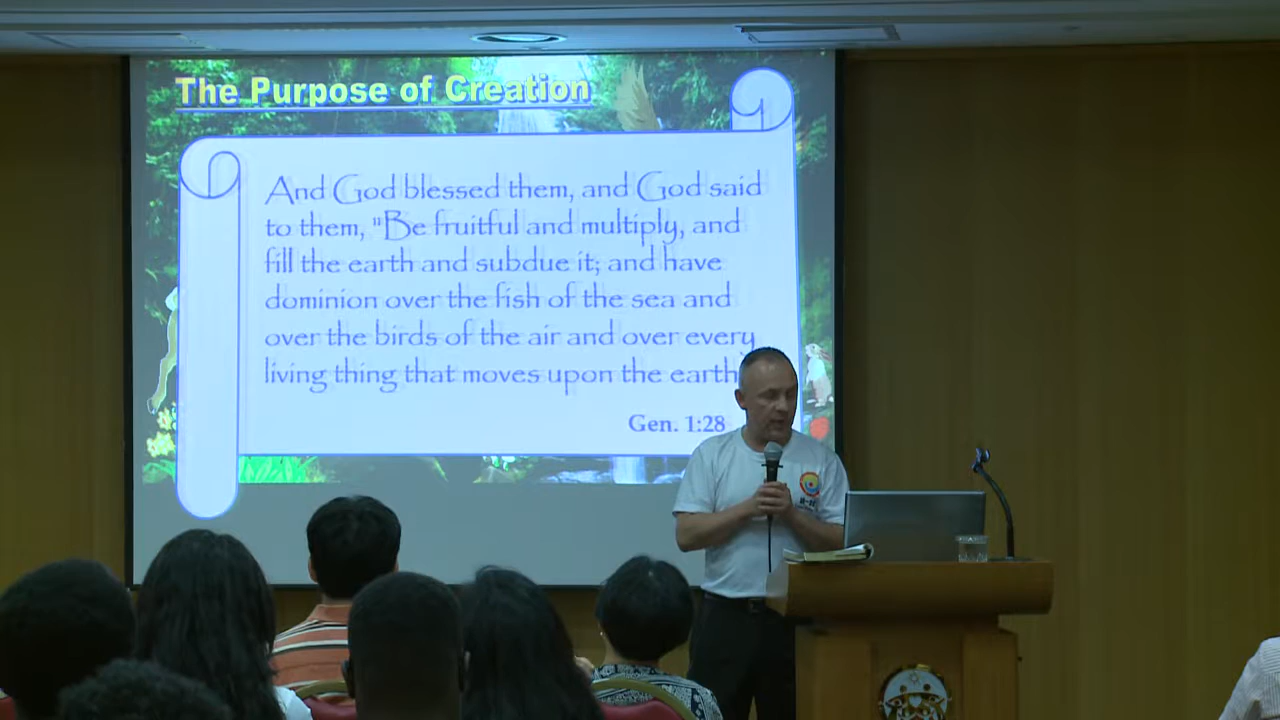 The Purpose of Creation
And God blessed them, and God said
to them, "Be fruitful and multiply, and
fill the earth and subdue it; and have
dominion over the fish of the sea and
over the birds of the air and over every
living thing that moves upon the earth
Gen. 1:28